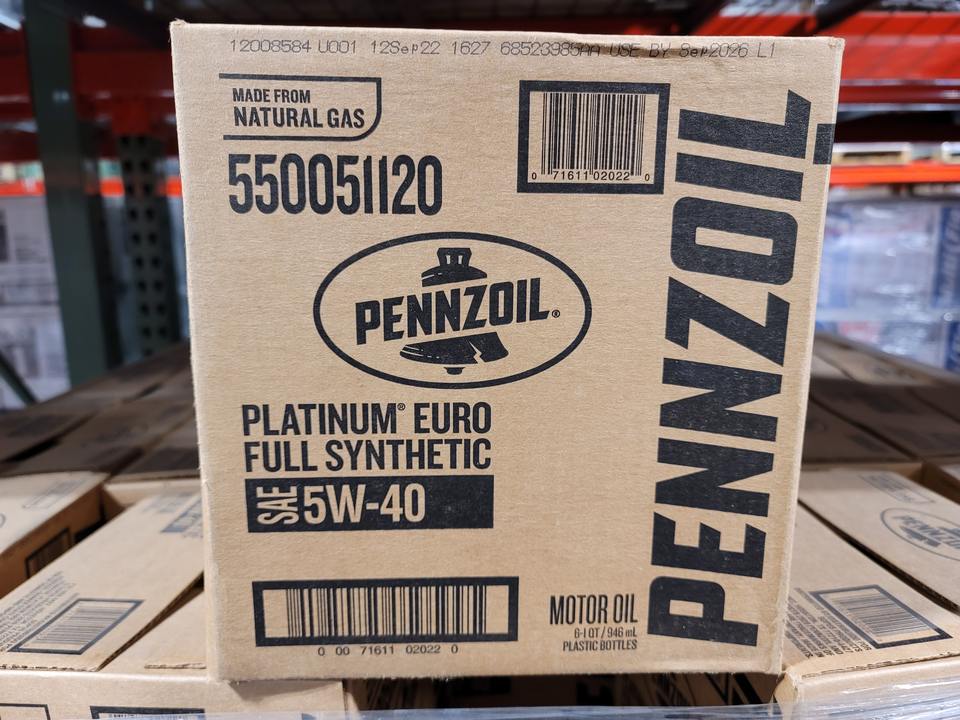 12008584 U001 12Sep22 1627 68523985AA USE BY 8Sep2026 L1
MADE FROM
NATURAL GAS
550051120
0 71611 02022 0
PENNZOIL®
PLATINUM® EURO
FULL SYNTHETIC
SAE 5W-40
0 00 71611 02022 0
MOTOR OIL
6-1 QT / 946 mL
PLASTIC BOTTLES
PENNZOIL